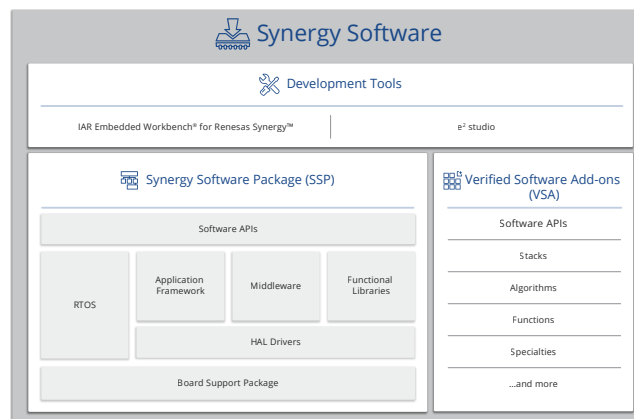 Synergy Software
Development Tools
IAR Embedded Workbench® for Renesas Synergy™
e² studio
Synergy Software Package (SSP)
Software APIs
RTOS
Application
Framework
Middleware
Functional
Libraries
HAL Drivers
Board Support Package
Verified Software Add-ons
(VSA)
Software APIs
Stacks
Algorithms
Functions
Specialties
...and more